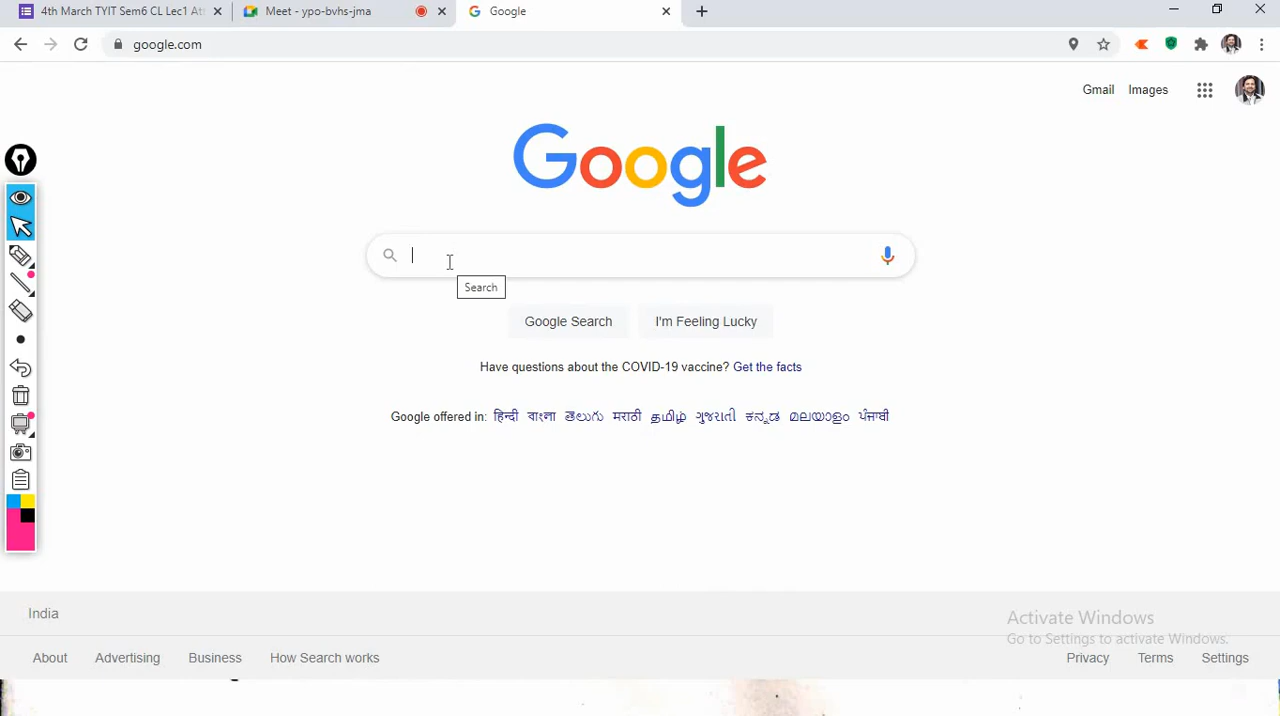 4th March TYIT Sem6 CL Lec1 At
Meet - ypo-bvhs-jma
Google
google.com
Gmail
Images
Google
Search
Google Search
I'm Feeling Lucky
Have questions about the COVID-19 vaccine? Get the facts
Google offered in: हिन्दी বাংলা తెలుగు मराठी தமிழ் ગુજરાતી ಕನ್ನಡ മലയാളം ਪੰਜਾਬੀ
India
Activate Windows
Go to Settings to activate Windows.
About
Advertising
Business
How Search works
Privacy
Terms
Settings